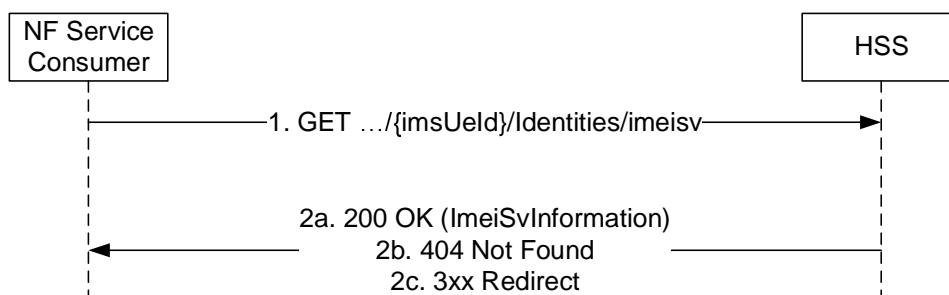 NF Service
Consumer
HSS
1. GET …/{imsUeId}/Identities/imeisv
2a. 200 OK (ImeiSvInformation)
2b. 404 Not Found
2c. 3xx Redirect